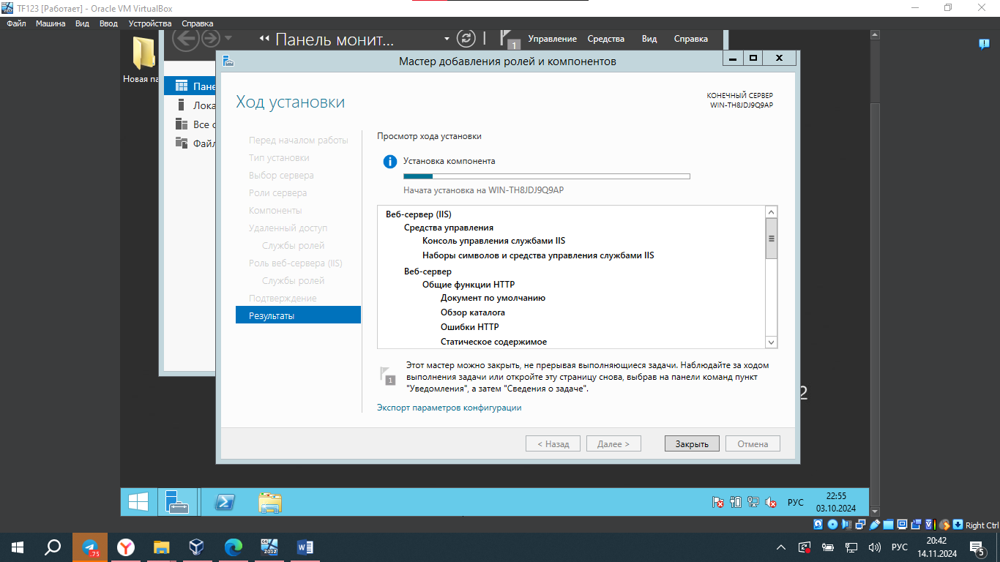 TF123 [Работает] - Oracle VM VirtualBox
Файл Машина Вид Ввод Устройства Справка
Панель монит...
1
Управление Средства Вид Справка
Новая па
Пане
Лока
Все с
Файл
Мастер добавления ролей и компонентов
Ход установки
КОНЕЧНЫЙ СЕРВЕР
WIN-TH8JDJ9Q9AP
Перед началом работы
Тип установки
Выбор сервера
Роли сервера
Компоненты
Удаленный доступ
Службы ролей
Роль веб-сервера (IIS)
Службы ролей
Подтверждение
Результаты
Просмотр хода установки
Установка компонента
Начата установка на WIN-TH8JDJ9Q9AP
Веб-сервер (IIS)
Средства управления
Консоль управления службами IIS
Наборы символов и средства управления службами IIS
Веб-сервер
Общие функции HTTP
Документ по умолчанию
Обзор каталога
Ошибки HTTP
Статическое содержимое
1
Этот мастер можно закрыть, не прерывая выполняющиеся задачи. Наблюдайте за ходом
выполнения задачи или откройте эту страницу снова, выбрав на панели команд пункт
"Уведомления", а затем "Сведения о задаче".
Экспорт параметров конфигурации
2
< Назад Далее > Закрыть Отмена
РУС
22:55
03.10.2024
Right Ctrl
.75
2012
РУС
20:42
14.11.2024
5